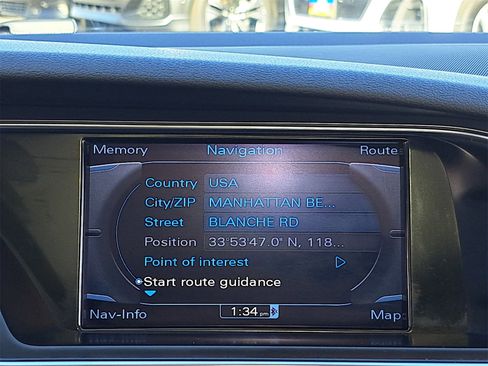 Memory Navigation Route
Country USA
City/ZIP MANHATTAN BE...
Street BLANCHE RD
Position 33°53'47.0" N, 118...
Point of interest
Start route guidance
Nav-Info 1:34 pm Map